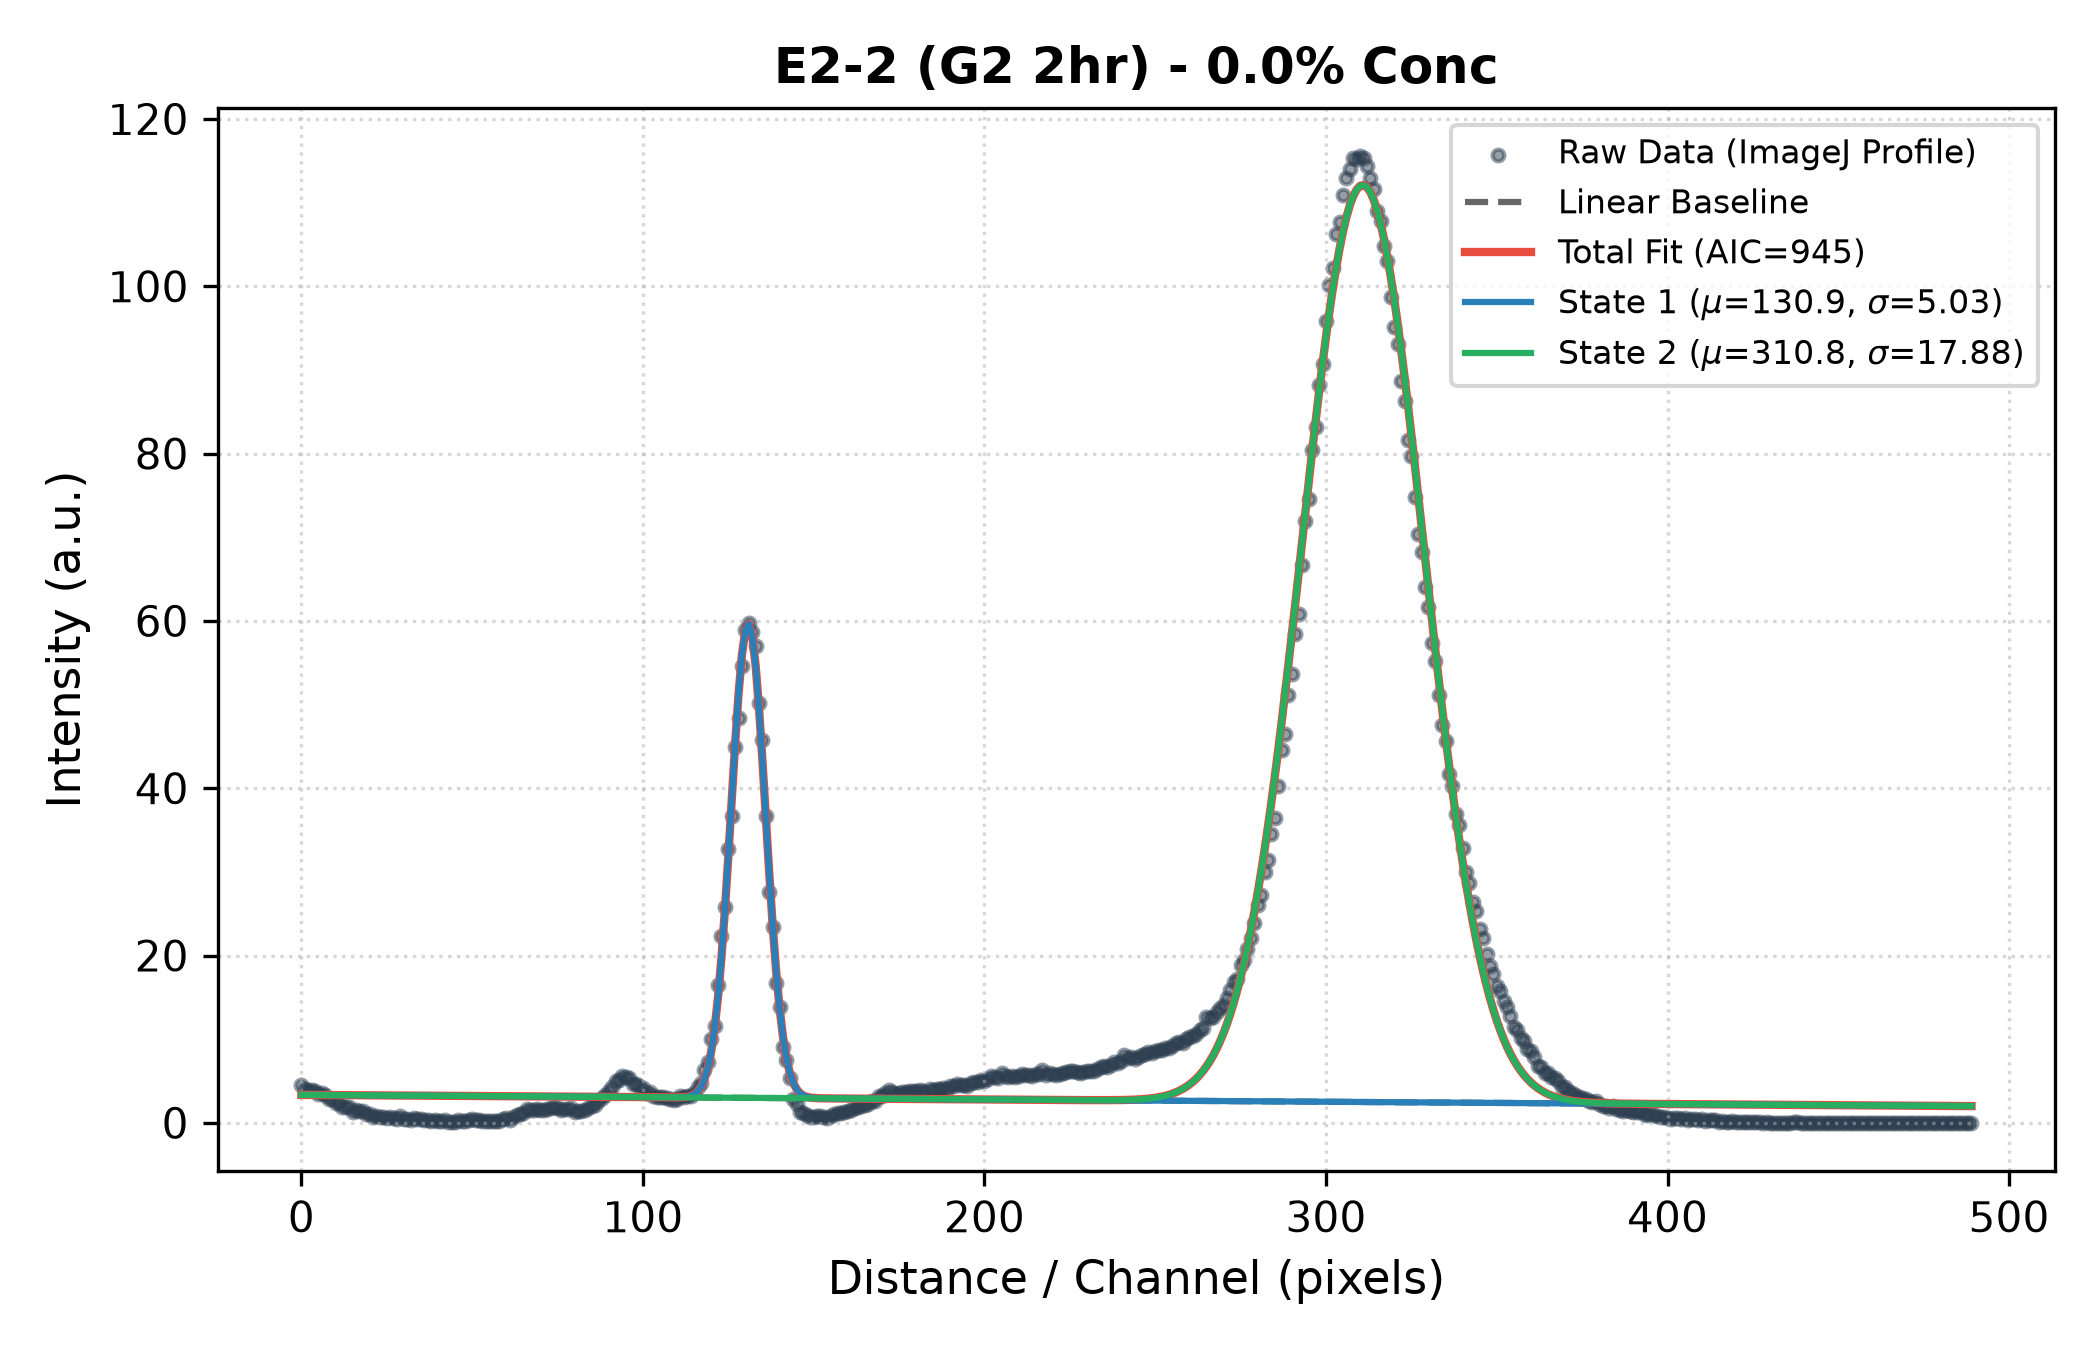 E2-2 (G2 2hr) - 0.0% Conc
120
100
80
60
40
20
0
Intensity (a.u.)
Raw Data (ImageJ Profile)
Linear Baseline
Total Fit (AIC=945)
State 1 (μ=130.9, σ=5.03)
State 2 (μ=310.8, σ=17.88)
0 100 200 300 400 500
Distance / Channel (pixels)